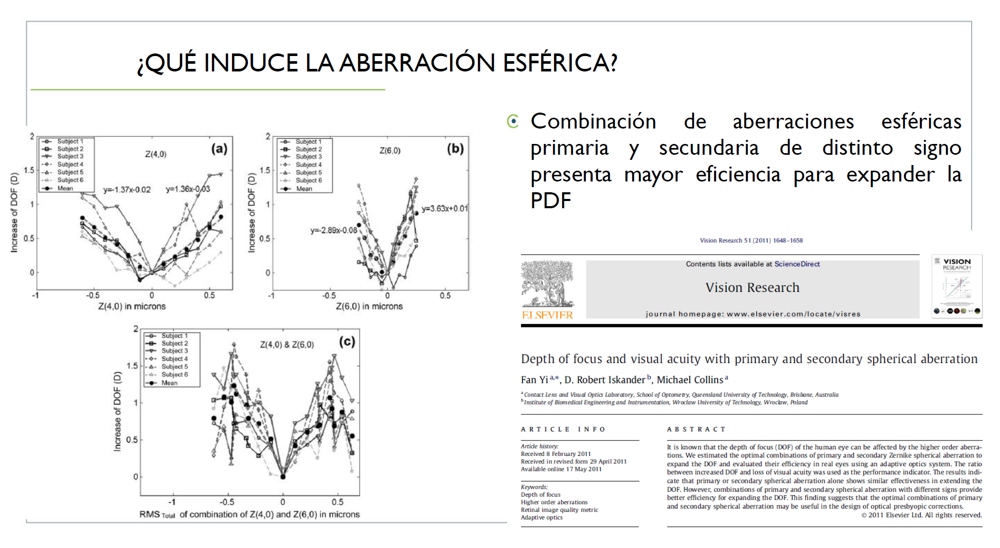 ¿QUÉ INDUCE LA ABERRACIÓN ESFÉRICA?
Combinación de aberraciones esféricas
primaria y secundaria de distinto signo
presenta mayor eficiencia para expander la
PDF
Increase of DOF (D)
2
1.5
1
0.5
0
-1
-0.5
0
0.5
Subject 1
Subject 2
Subject 3
Subject 4
Subject 5
Subject 6
Mean
Z(4,0)
(a)
y=-1.37x-0.02
y=1.36x-0.03
Z(4,0) in microns
Increase of DOF (D)
2
1.5
1
0.5
0
-1
-0.5
0
0.5
Subject 1
Subject 2
Subject 3
Subject 4
Subject 5
Subject 6
Mean
Z(6,0)
(b)
y=-2.89x-0.08
y=3.63x+0.01
Z(6,0) in microns
Increase of DOF (D)
2
1.5
1
0.5
0
-1
-0.5
0
0.5
Subject 1
Subject 2
Subject 3
Subject 4
Subject 5
Subject 6
Mean
Z(4,0) & Z(6,0)
(c)
RMS Total of combination of Z(4,0) and Z(6,0) in microns
Vision Research 51 (2011) 1648–1658
Contents lists available at ScienceDirect
Vision Research
journal homepage: www.elsevier.com/locate/visres
ELSEVIER
VISION
RESEARCH
Depth of focus and visual acuity with primary and secondary spherical aberration
Fan Yi a,*, D. Robert Iskander b, Michael Collins a
a Contact Lens and Visual Optics Laboratory, School of Optometry, Queensland University of Technology, Brisbane, Australia
b Institute of Biomedical Engineering and Instrumentation, Wroclaw University of Technology, Wroclaw, Poland
ARTICLE INFO
Article history:
Received 8 February 2011
Received in revised form 29 April 2011
Available online 17 May 2011
Keywords:
Depth of focus
Higher order aberrations
Retinal image quality metric
Adaptive optics
ABSTRACT
It is known that the depth of focus (DOF) of the human eye can be affected by the higher order aberra-
tions. We estimated the optimal combinations of primary and secondary Zernike spherical aberration to
expand the DOF and evaluated their efficiency in real eyes using an adaptive optics system. The ratio
between increased DOF and loss of visual acuity was used as the performance indicator. The results indi-
cate that primary or secondary spherical aberration alone shows similar effectiveness in extending the
DOF. However, combinations of primary and secondary spherical aberration with different signs provide
better efficiency for expanding the DOF. This finding suggests that the optimal combinations of primary
and secondary spherical aberration may be useful in the design of optical presbyopic corrections.
© 2011 Elsevier Ltd. All rights reserved.